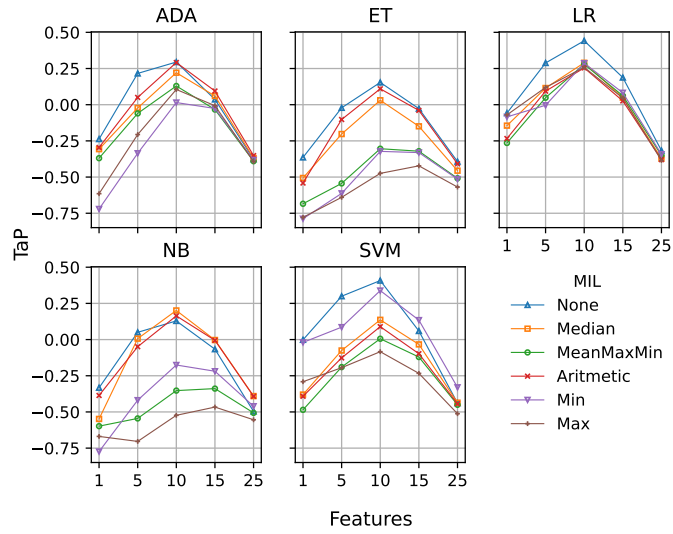 ADA
ET
LR
0.50
0.25
0.00
−0.25
−0.50
−0.75
1 5 10 15 25
TaP
NB
SVM
0.50
0.25
0.00
−0.25
−0.50
−0.75
1 5 10 15 25
1 5 10 15 25
MIL
None
Median
MeanMaxMin
Aritmetic
Min
Max
Features